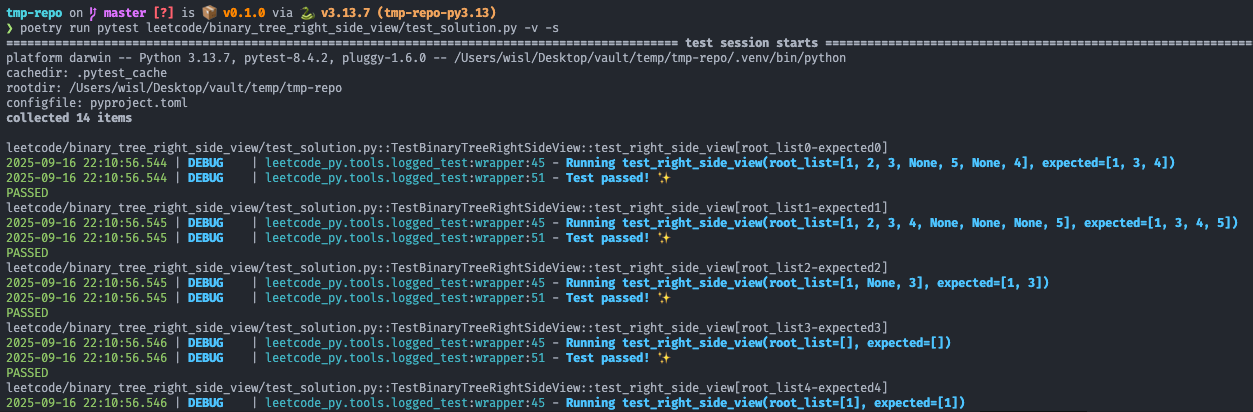 tmp-repo on master [?] is 📦 v0.1.0 via 🐍 v3.13.7 (tmp-repo-py3.13)
❯ poetry run pytest leetcode/binary_tree_right_side_view/test_solution.py -v -s
============================================== test session starts ==============================================
platform darwin -- Python 3.13.7, pytest-8.4.2, pluggy-1.6.0 -- /Users/wisl/Desktop/vault/temp/tmp-repo/.venv/bin/python
cachedir: .pytest_cache
rootdir: /Users/wisl/Desktop/vault/temp/tmp-repo
configfile: pyproject.toml
collected 14 items
leetcode/binary_tree_right_side_view/test_solution.py::TestBinaryTreeRightSideView::test_right_side_view[root_list0-expected0]
2025-09-16 22:10:56.544 | DEBUG    | leetcode_py.tools.logged_test:wrapper:45 - Running test_right_side_view(root_list=[1, 2, 3, None, 5, None, 4], expected=[1, 3, 4])
2025-09-16 22:10:56.544 | DEBUG    | leetcode_py.tools.logged_test:wrapper:51 - Test passed! ✨
PASSED
leetcode/binary_tree_right_side_view/test_solution.py::TestBinaryTreeRightSideView::test_right_side_view[root_list1-expected1]
2025-09-16 22:10:56.545 | DEBUG    | leetcode_py.tools.logged_test:wrapper:45 - Running test_right_side_view(root_list=[1, 2, 3, 4, None, None, None, 5], expected=[1, 3, 4, 5])
2025-09-16 22:10:56.545 | DEBUG    | leetcode_py.tools.logged_test:wrapper:51 - Test passed! ✨
PASSED
leetcode/binary_tree_right_side_view/test_solution.py::TestBinaryTreeRightSideView::test_right_side_view[root_list2-expected2]
2025-09-16 22:10:56.545 | DEBUG    | leetcode_py.tools.logged_test:wrapper:45 - Running test_right_side_view(root_list=[1, None, 3], expected=[1, 3])
2025-09-16 22:10:56.545 | DEBUG    | leetcode_py.tools.logged_test:wrapper:51 - Test passed! ✨
PASSED
leetcode/binary_tree_right_side_view/test_solution.py::TestBinaryTreeRightSideView::test_right_side_view[root_list3-expected3]
2025-09-16 22:10:56.546 | DEBUG    | leetcode_py.tools.logged_test:wrapper:45 - Running test_right_side_view(root_list=[], expected=[])
2025-09-16 22:10:56.546 | DEBUG    | leetcode_py.tools.logged_test:wrapper:51 - Test passed! ✨
PASSED
leetcode/binary_tree_right_side_view/test_solution.py::TestBinaryTreeRightSideView::test_right_side_view[root_list4-expected4]
2025-09-16 22:10:56.546 | DEBUG    | leetcode_py.tools.logged_test:wrapper:45 - Running test_right_side_view(root_list=[1], expected=[1])